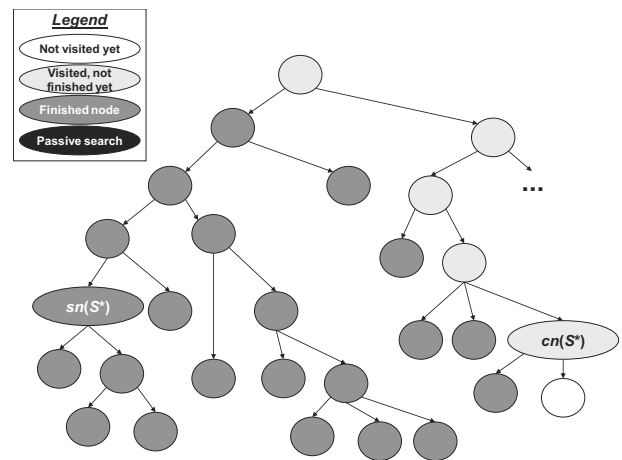 Legend
Not visited yet
Visited, not
finished yet
Finished node
Passive search
...
sn(S*)
cn(S*)